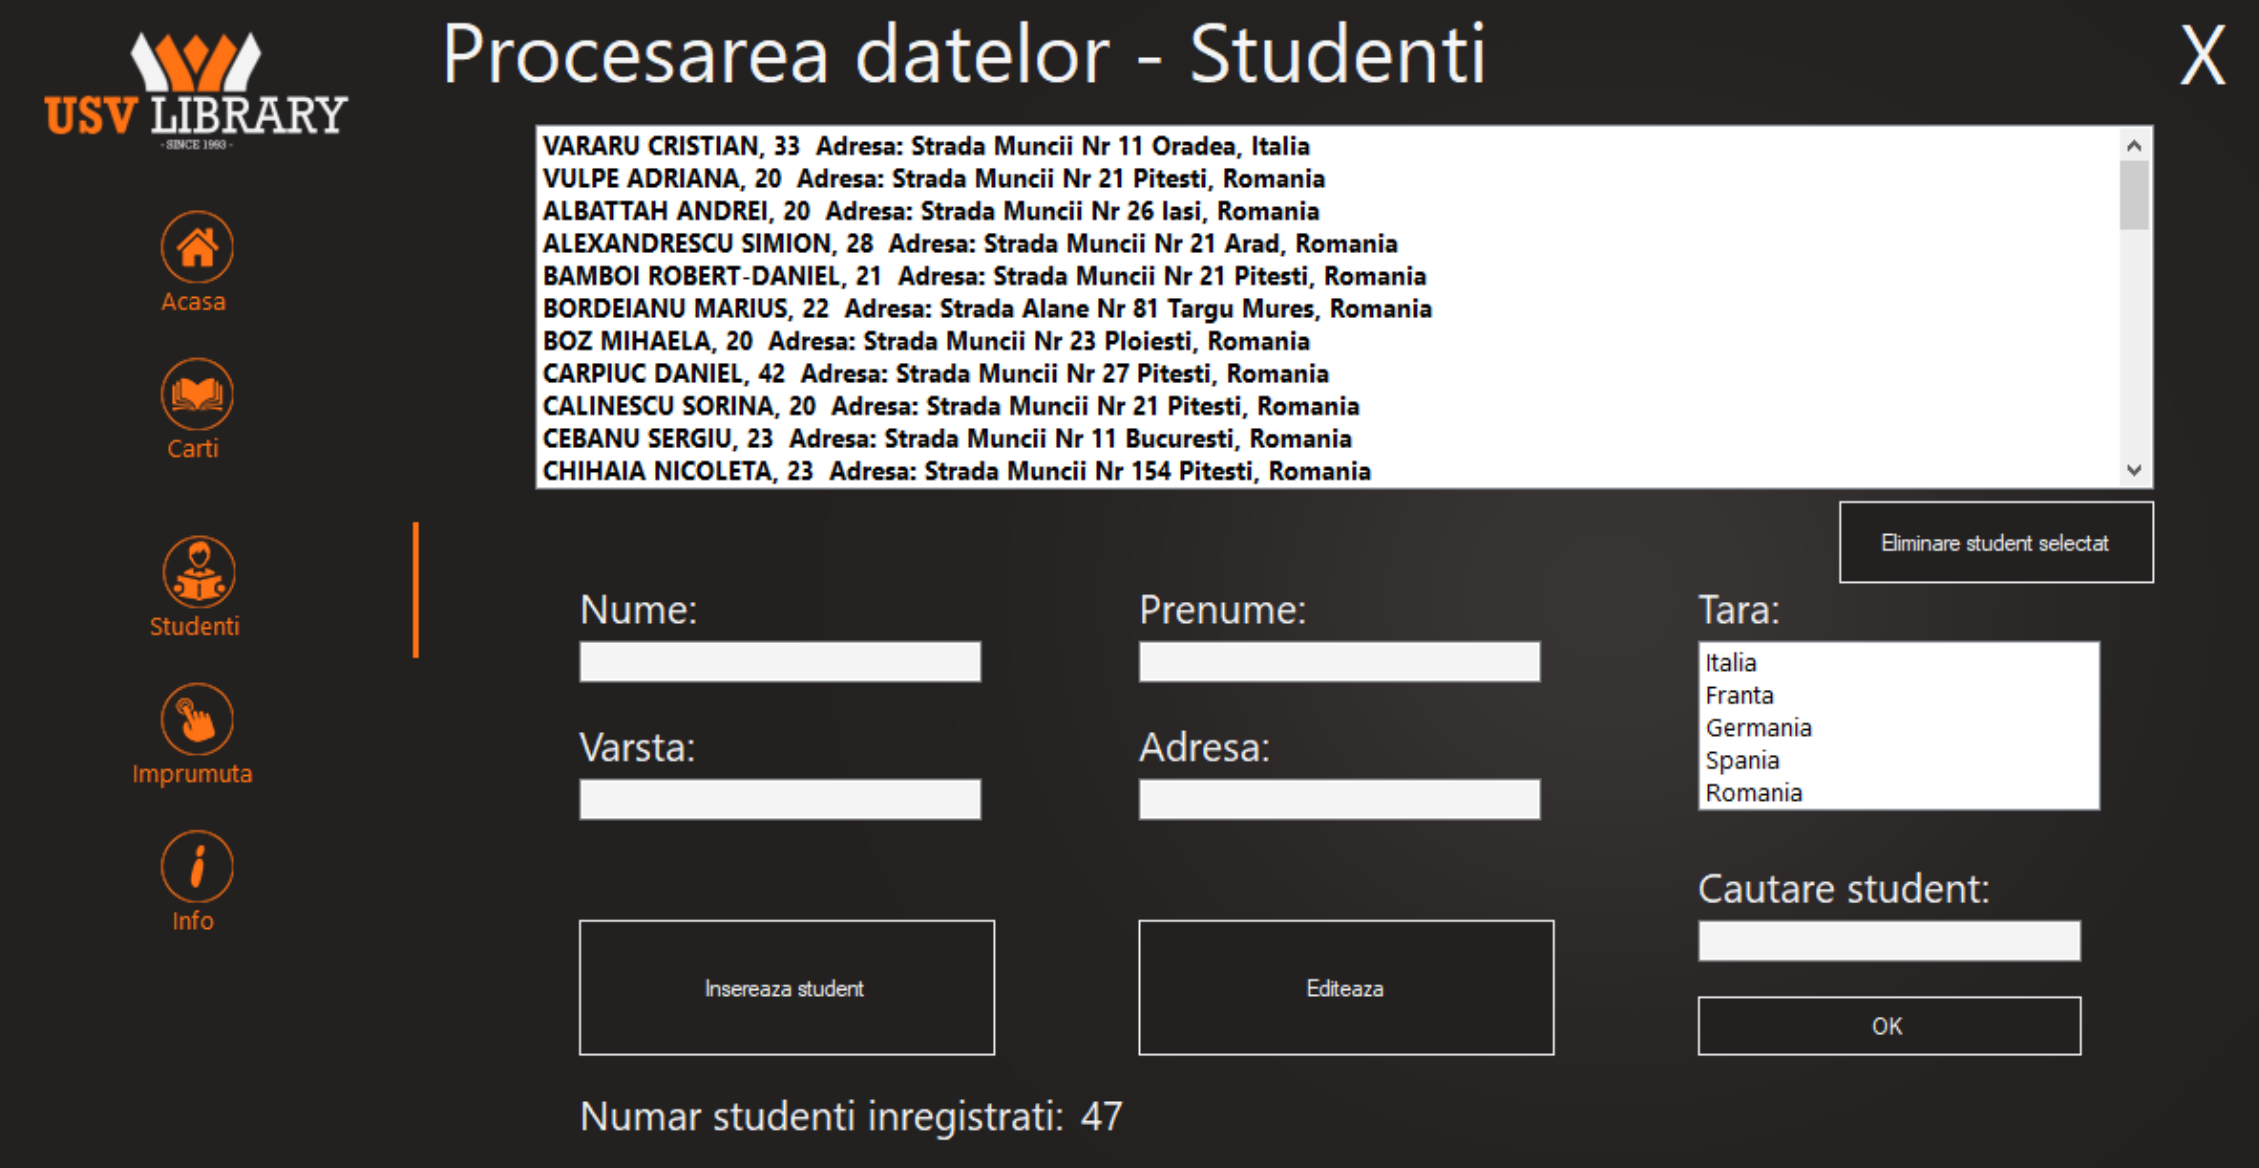 USV LIBRARY
- SINCE 1993 -
Procesarea datelor - Studenti
X
VARARU CRISTIAN, 33 Adresa: Strada Muncii Nr 11 Oradea, Italia
VULPE ADRIANA, 20 Adresa: Strada Muncii Nr 21 Pitesti, Romania
ALBATTAH ANDREI, 20 Adresa: Strada Muncii Nr 26 Iasi, Romania
ALEXANDRESCU SIMION, 28 Adresa: Strada Muncii Nr 21 Arad, Romania
BAMBOI ROBERT-DANIEL, 21 Adresa: Strada Muncii Nr 21 Pitesti, Romania
BORDEIANU MARIUS, 22 Adresa: Strada Alane Nr 81 Targu Mures, Romania
BOZ MIHAELA, 20 Adresa: Strada Muncii Nr 23 Ploiesti, Romania
CARPIUC DANIEL, 42 Adresa: Strada Muncii Nr 27 Pitesti, Romania
CALINESCU SORINA, 20 Adresa: Strada Muncii Nr 21 Pitesti, Romania
CEBANU SERGIU, 23 Adresa: Strada Muncii Nr 11 Bucuresti, Romania
CHIHAIA NICOLETA, 23 Adresa: Strada Muncii Nr 154 Pitesti, Romania
Acasa
Carti
Studenti
Imprumuta
Info
Eliminare student selectat
Nume:
Prenume:
Tara:
Italia
Franta
Germania
Spania
Romania
Varsta:
Adresa:
Cautare student:
Insereaza student
Editeaza
OK
Numar studenti inregistrati: 47